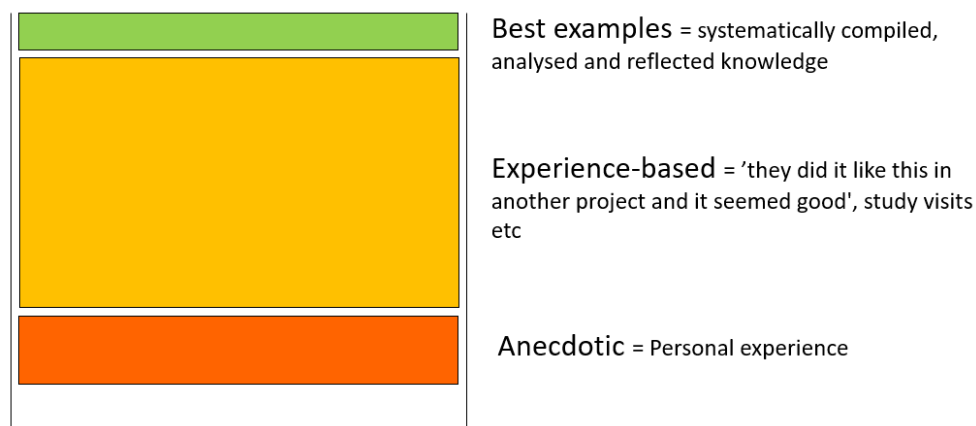 Best examples = systematically compiled,
analysed and reflected knowledge
Experience-based = ’they did it like this in
another project and it seemed good', study visits
etc
Anecdotic = Personal experience